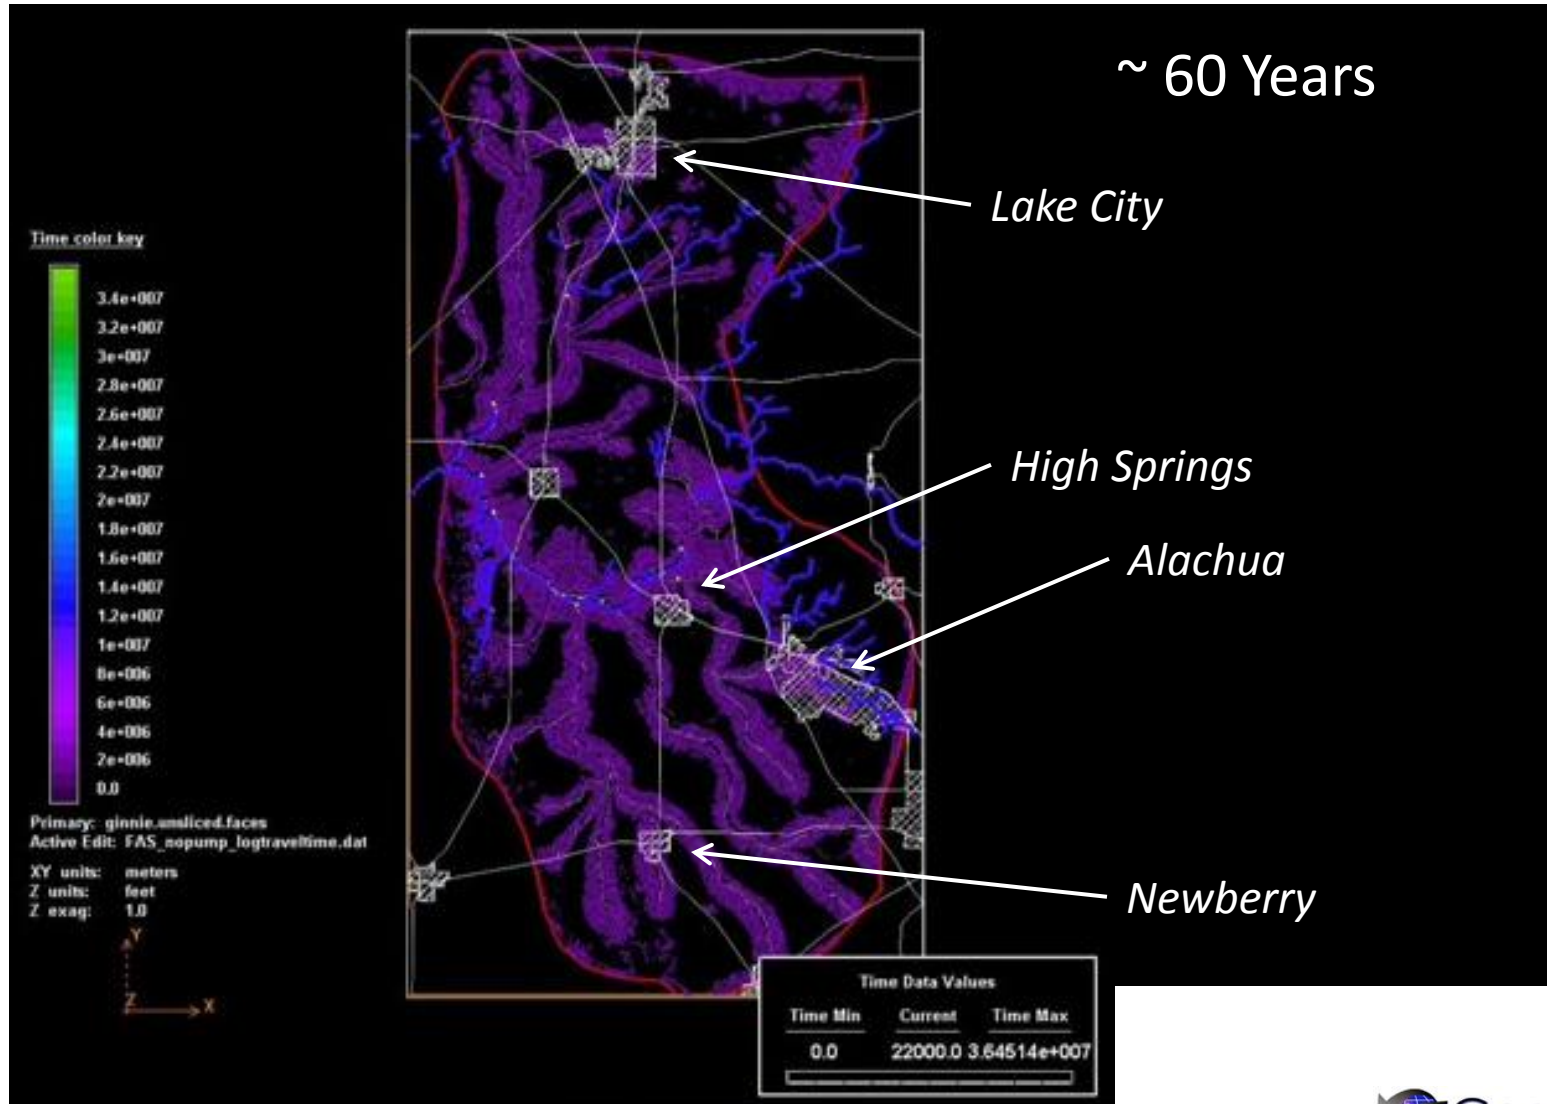 ~ 60 Years
Lake City
High Springs
Alachua
Newberry
Time color key
3.4e+007
3.2e+007
3e+007
2.8e+007
2.6e+007
2.4e+007
2.2e+007
2e+007
1.8e+007
1.6e+007
1.4e+007
1.2e+007
1e+007
8e+006
6e+006
4e+006
2e+006
0.0
Primary: ginnie.unsliced.faces
Active Edit: FAS_nopump_logtraveltime.dat
XY units: meters
Z units: feet
Z exag: 1.0
Y
Z
X
Time Data Values
Time Min Current Time Max
0.0 22000.0 3.64514e+007